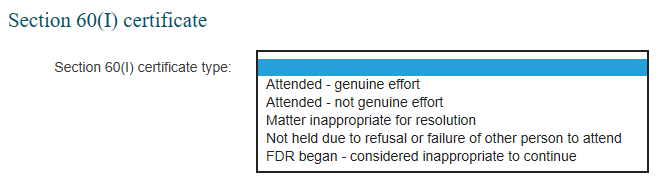 Section 60(I) certificate
Section 60(I) certificate type:
Attended - genuine effort
Attended - not genuine effort
Matter inappropriate for resolution
Not held due to refusal or failure of other person to attend
FDR began - considered inappropriate to continue